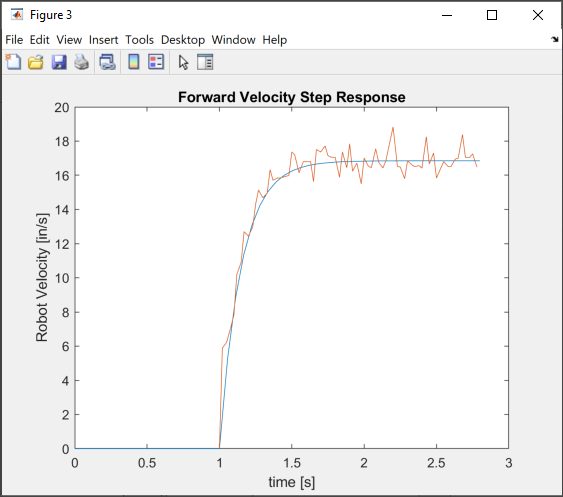 Figure 3
File Edit View Insert Tools Desktop Window Help
Forward Velocity Step Response
20
18
16
14
12
10
8
6
4
2
0
Robot Velocity [in/s]
0 0.5 1 1.5 2 2.5 3
time [s]